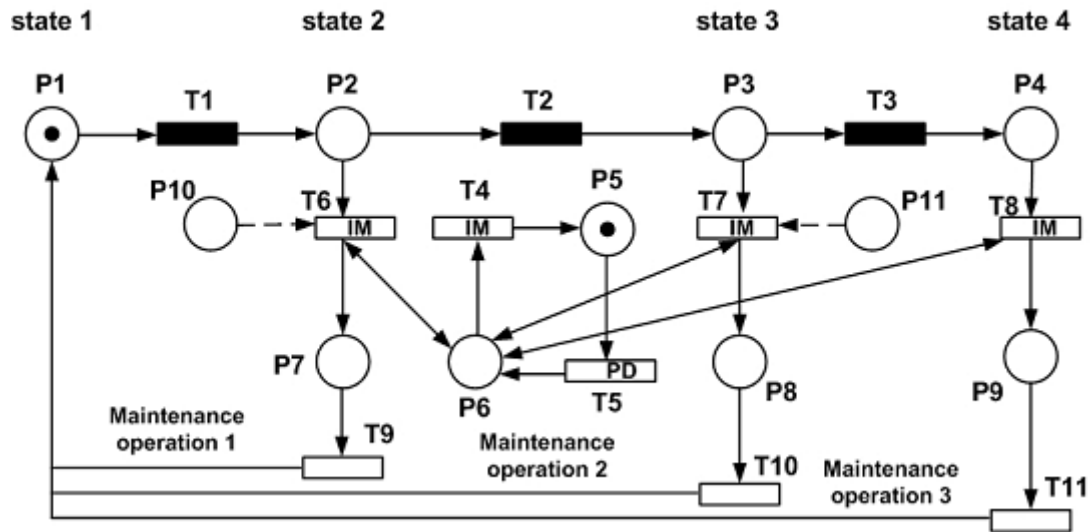 state 1
state 2
state 3
state 4
P1
T1
P2
T2
P3
T3
P4
P10
T6
IM
T4
IM
P5
T7
IM
P11
T8
IM
P7
P6
PD
T5
P8
P9
Maintenance
operation 1
T9
Maintenance
operation 2
T10
Maintenance
operation 3
T11